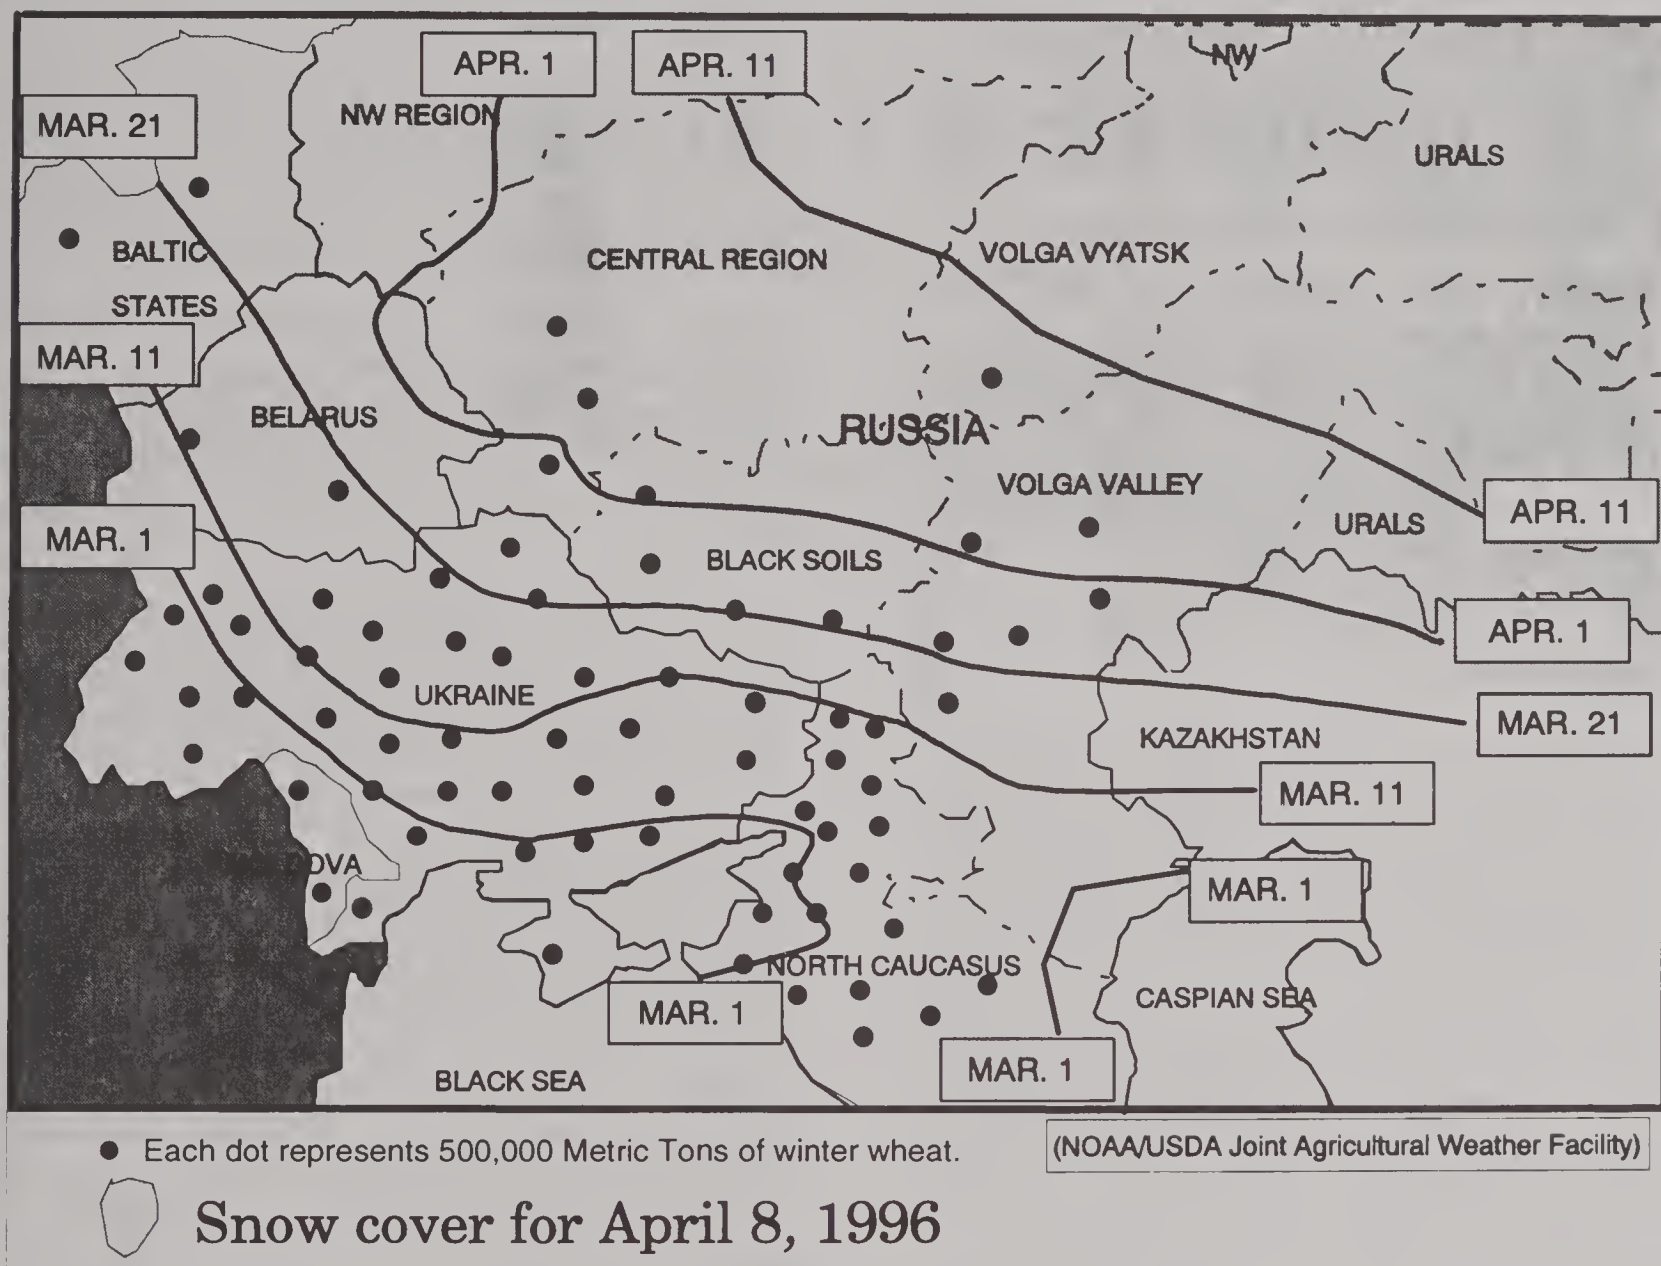 APR. 1
APR. 11
NW
NW REGION
MAR. 21
URALS
BALTIC
STATES
CENTRAL REGION
VOLGA VYATSK
MAR. 11
BELARUS
RUSSIA
VOLGA VALLEY
APR. 11
URALS
MAR. 1
BLACK SOILS
APR. 1
UKRAINE
MAR. 21
KAZAKHSTAN
MAR. 11
OVA
MAR. 1
NORTH CAUCASUS
CASPIAN SEA
MAR. 1
MAR. 1
BLACK SEA
Each dot represents 500,000 Metric Tons of winter wheat.
(NOAA/USDA Joint Agricultural Weather Facility)
Snow cover for April 8, 1996